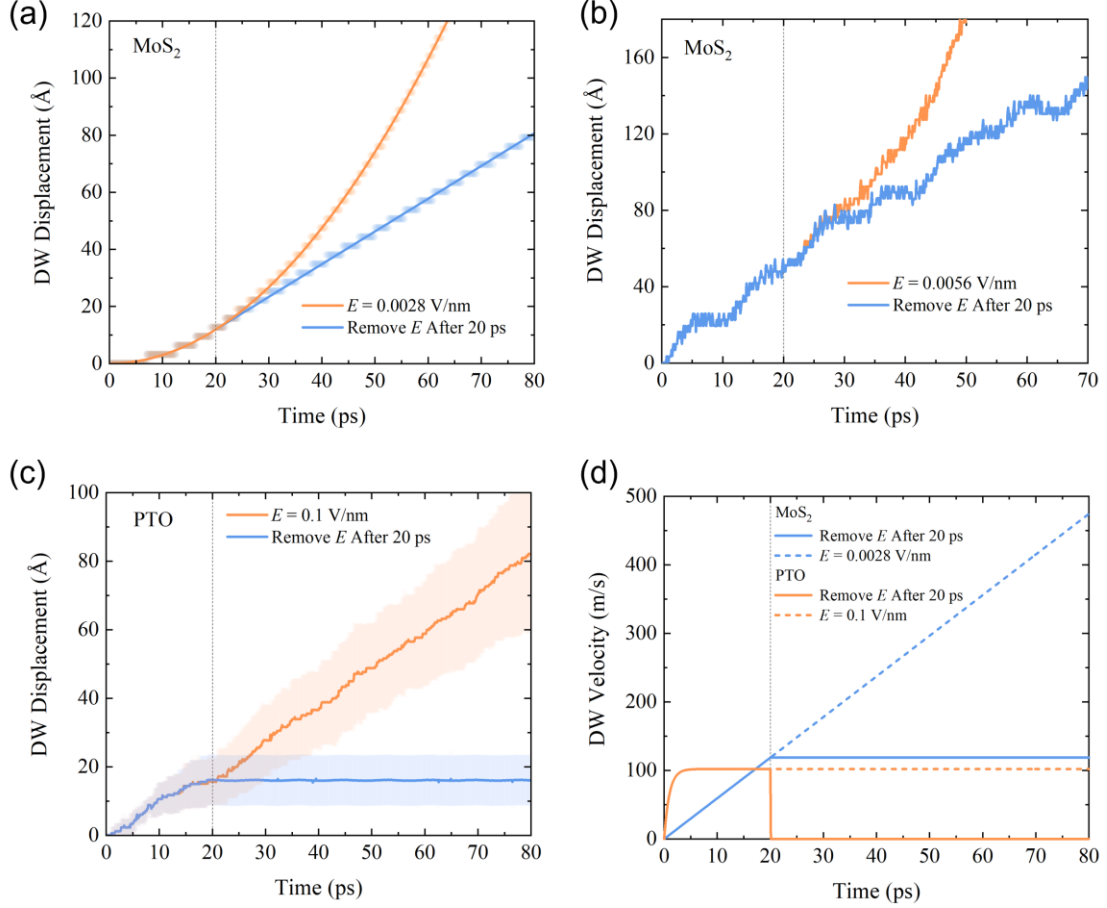 (a)
MoS₂
DW Displacement (Å)
120
100
80
60
40
20
0
E = 0.0028 V/nm
Remove E After 20 ps
0 10 20 30 40 50 60 70 80
Time (ps)
(b)
MoS₂
DW Displacement (Å)
160
120
80
40
0
E = 0.0056 V/nm
Remove E After 20 ps
0 10 20 30 40 50 60 70
Time (ps)
(c)
PTO
DW Displacement (Å)
100
80
60
40
20
0
E = 0.1 V/nm
Remove E After 20 ps
0 10 20 30 40 50 60 70 80
Time (ps)
(d)
DW Velocity (m/s)
500
400
300
200
100
0
MoS₂
Remove E After 20 ps
E = 0.0028 V/nm
PTO
Remove E After 20 ps
E = 0.1 V/nm
0 10 20 30 40 50 60 70 80
Time (ps)